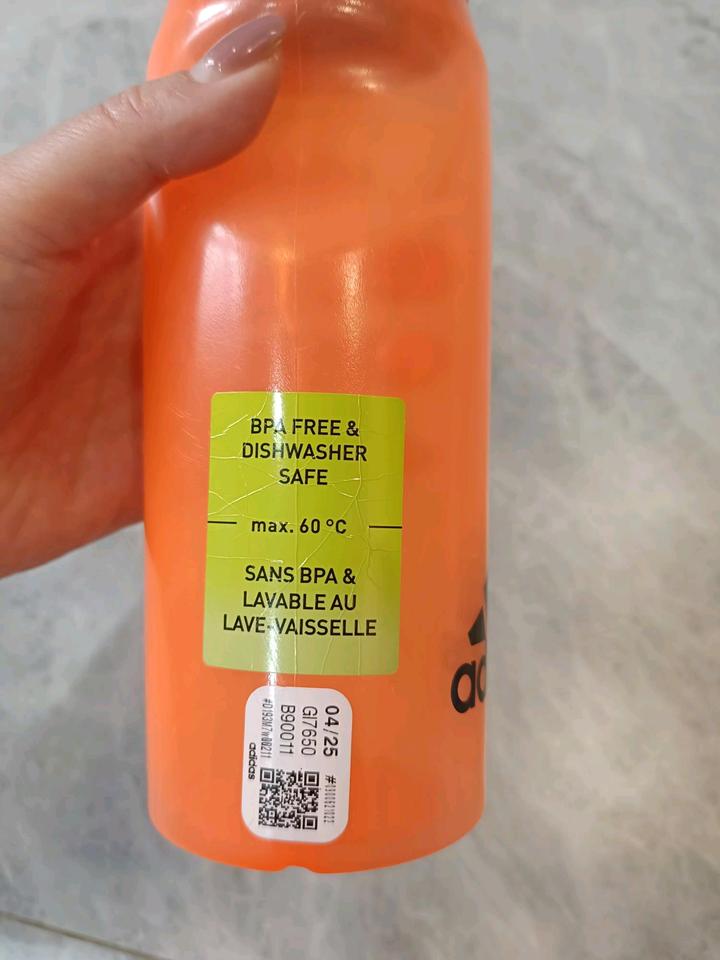 BPA FREE &
DISHWASHER
SAFE
max. 60 °C
SANS BPA &
LAVABLE AU
LAVE-VAISSELLE
04/25
GI7650
B90011
adidas